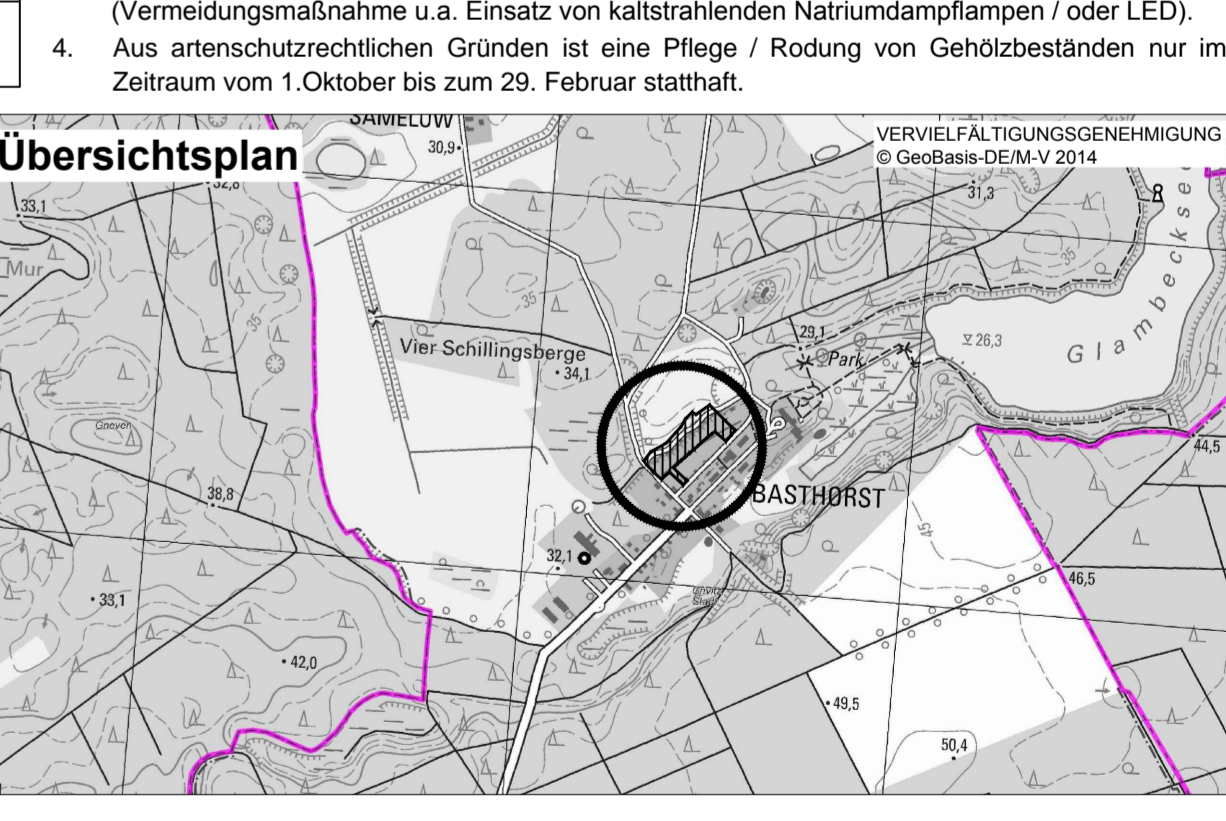 (Vermeidungsmaßnahme u.a. Einsatz von kaltstrahlenden Natriumdampflampen / oder LED).
4. Aus artenschutzrechtlichen Gründen ist eine Pflege / Rodung von Gehölzbeständen nur im
Zeitraum vom 1.Oktober bis zum 29. Februar statthaft.
Übersichtsplan
SAMELOW
30,9
VERVIELFÄLTIGUNGSGENEHMIGUNG
© GeoBasis-DE/M-V 2014
32,8
33,1
31,3
Mur
35
35
35
Glambecksee
29,1
26,3
Park
Vier Schillingsberge
34,1
Gneven
44,5
38,8
BASTHORST
45
32,1
46,5
33,1
42,0
49,5
50,4